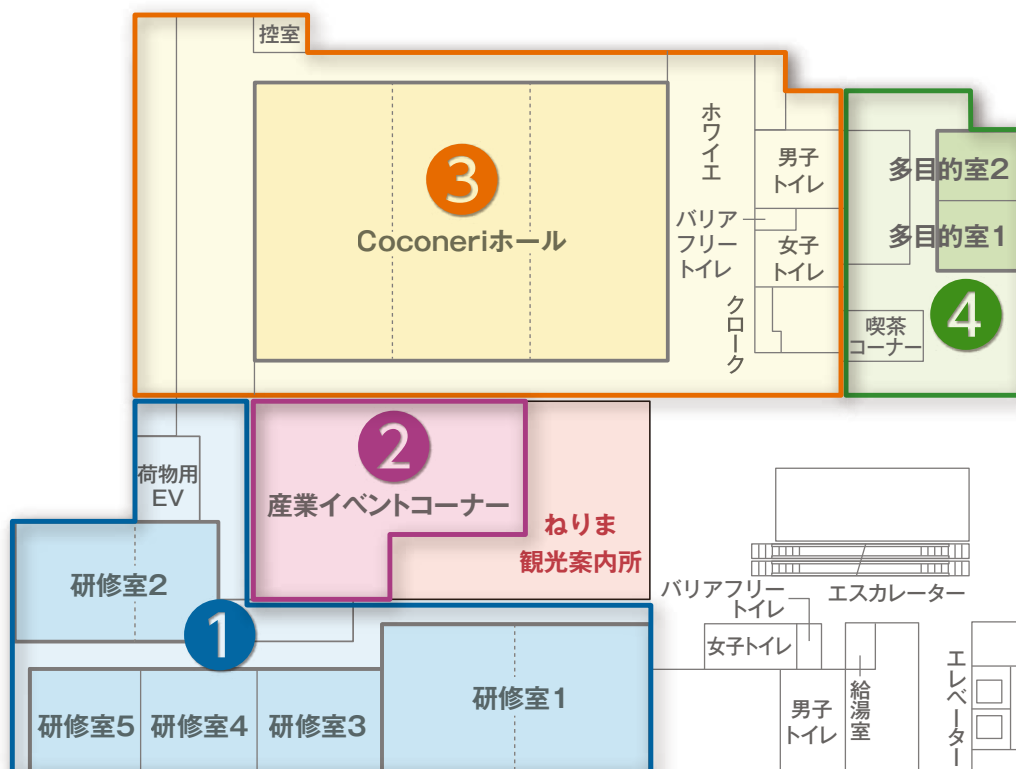 控室
3
Coconeriホール
ホワイエ
男子
トイレ
バリア
フリー
トイレ
女子
トイレ
クローク
多目的室2
多目的室1
4
喫茶
コーナー
2
産業イベントコーナー
荷物用
EV
ねりま
観光案内所
研修室2
1
エスカレーター
バリアフリー
トイレ
女子トイレ
研修室5
研修室4
研修室3
研修室1
男子
トイレ
給湯室
エレベーター